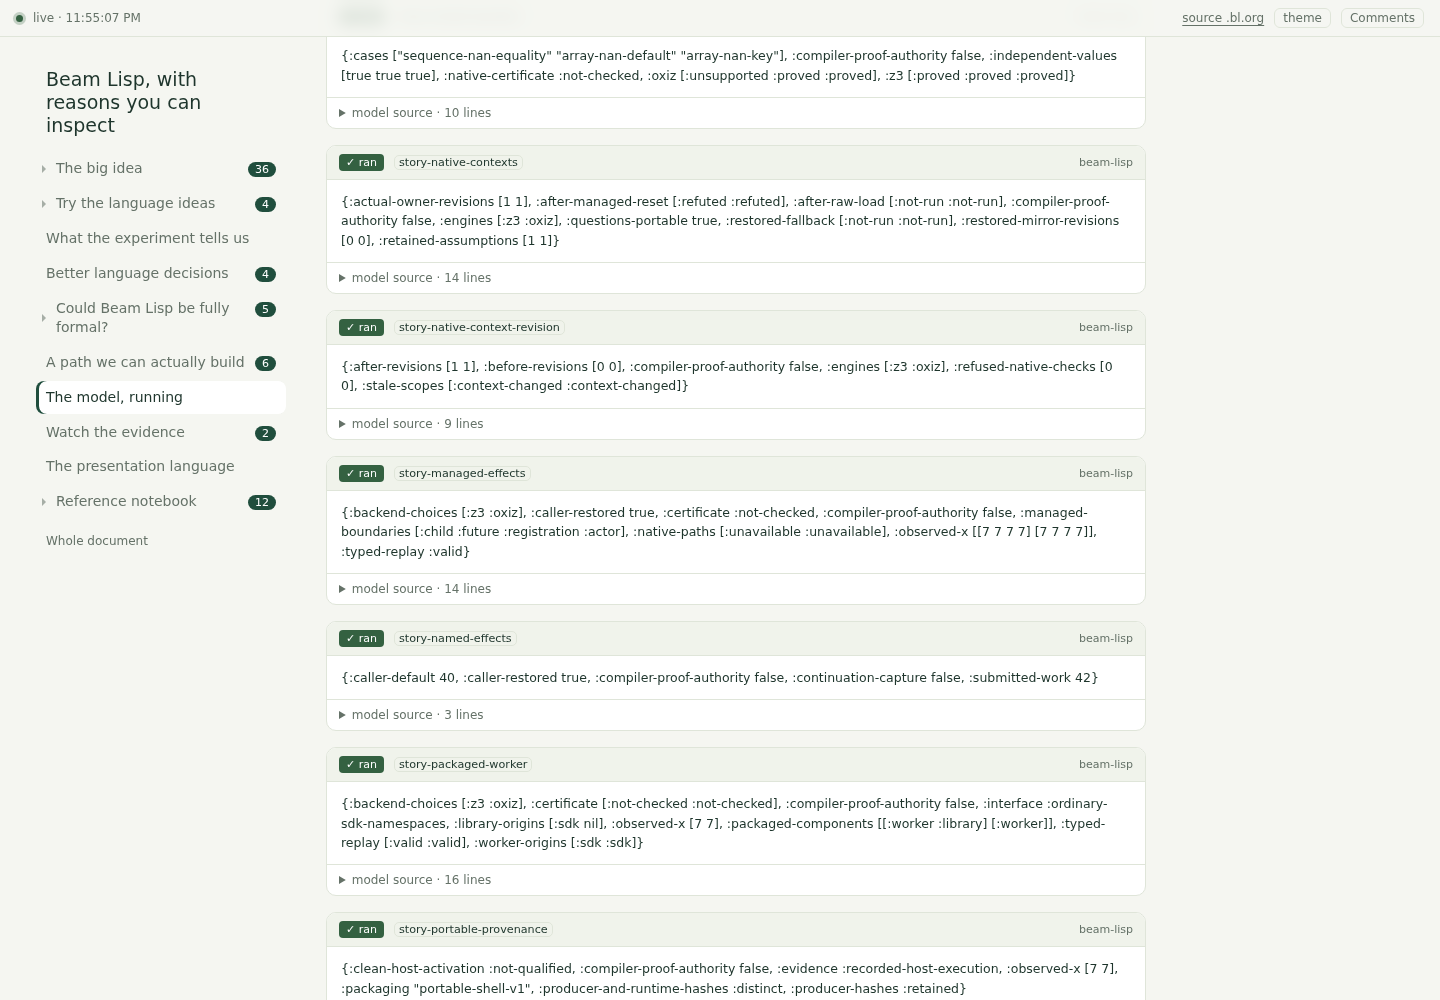 live · 11:55:07 PM
source .bl.org
theme
Comments
Beam Lisp, with
reasons you can
inspect
The big idea 36
Try the language ideas 4
What the experiment tells us
Better language decisions 4
Could Beam Lisp be fully 5
formal?
A path we can actually build 6
The model, running
Watch the evidence 2
The presentation language
Reference notebook 12
Whole document
{:cases ["sequence-nan-equality" "array-nan-default" "array-nan-key"], :compiler-proof-authority false, :independent-values
[true true true], :native-certificate :not-checked, :oxiz [:unsupported :proved :proved], :z3 [:proved :proved :proved]}
model source · 10 lines
✓ ran story-native-contexts beam-lisp
{:actual-owner-revisions [1 1], :after-managed-reset [:refuted :refuted], :after-raw-load [:not-run :not-run], :compiler-proof-
authority false, :engines [:z3 :oxiz], :questions-portable true, :restored-fallback [:not-run :not-run], :restored-mirror-revisions
[0 0], :retained-assumptions [1 1]}
model source · 14 lines
✓ ran story-native-context-revision beam-lisp
{:after-revisions [1 1], :before-revisions [0 0], :compiler-proof-authority false, :engines [:z3 :oxiz], :refused-native-checks [0
0], :stale-scopes [:context-changed :context-changed]}
model source · 9 lines
✓ ran story-managed-effects beam-lisp
{:backend-choices [:z3 :oxiz], :caller-restored true, :certificate :not-checked, :compiler-proof-authority false, :managed-
boundaries [:child :future :registration :actor], :native-paths [:unavailable :unavailable], :observed-x [[7 7 7 7] [7 7 7 7]],
:typed-replay :valid}
model source · 14 lines
✓ ran story-named-effects beam-lisp
{:caller-default 40, :caller-restored true, :compiler-proof-authority false, :continuation-capture false, :submitted-work 42}
model source · 3 lines
✓ ran story-packaged-worker beam-lisp
{:backend-choices [:z3 :oxiz], :certificate [:not-checked :not-checked], :compiler-proof-authority false, :interface :ordinary-
sdk-namespaces, :library-origins [:sdk nil], :observed-x [7 7], :packaged-components [[:worker :library] [:worker]], :typed-
replay [:valid :valid], :worker-origins [:sdk :sdk]}
model source · 16 lines
✓ ran story-portable-provenance beam-lisp
{:clean-host-activation :not-qualified, :compiler-proof-authority false, :evidence :recorded-host-execution, :observed-x [7 7],
:packaging "portable-shell-v1", :producer-and-runtime-hashes :distinct, :producer-hashes :retained}